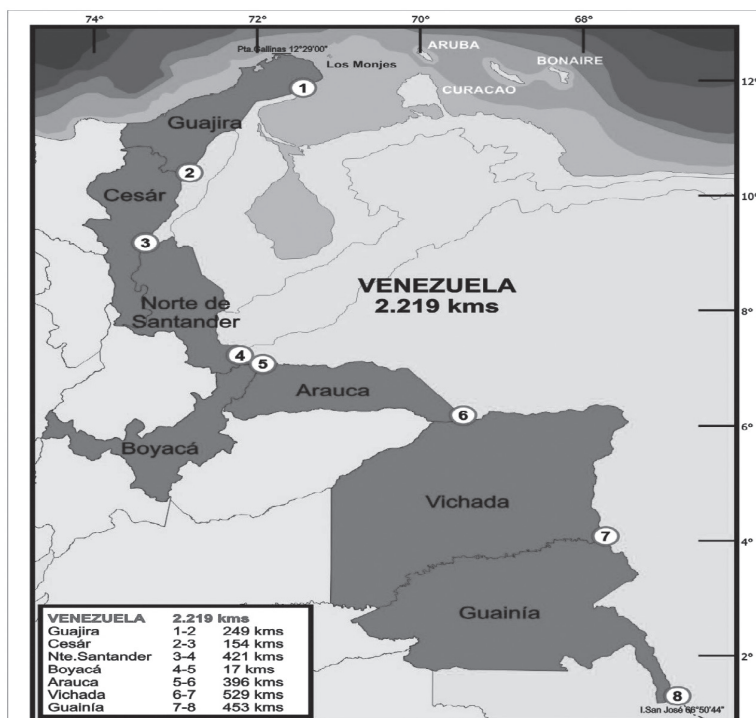 74° 72° 70° 68°
Pta.Gallinas 12°29'00"
ARUBA
Los Monjes
BONAIRE
12°
1
CURACAO
Guajira
2
Cesár
10°
3
VENEZUELA
2.219 kms
Norte de
Santander
8°
4
5
Arauca
6
6°
Boyacá
Vichada
7
4°
Guainía
2°
8
I.San José 66°50'44"
VENEZUELA 2.219 kms
Guajira 1-2 249 kms
Cesár 2-3 154 kms
Nte.Santander 3-4 421 kms
Boyacá 4-5 17 kms
Arauca 5-6 396 kms
Vichada 6-7 529 kms
Guainía 7-8 453 kms